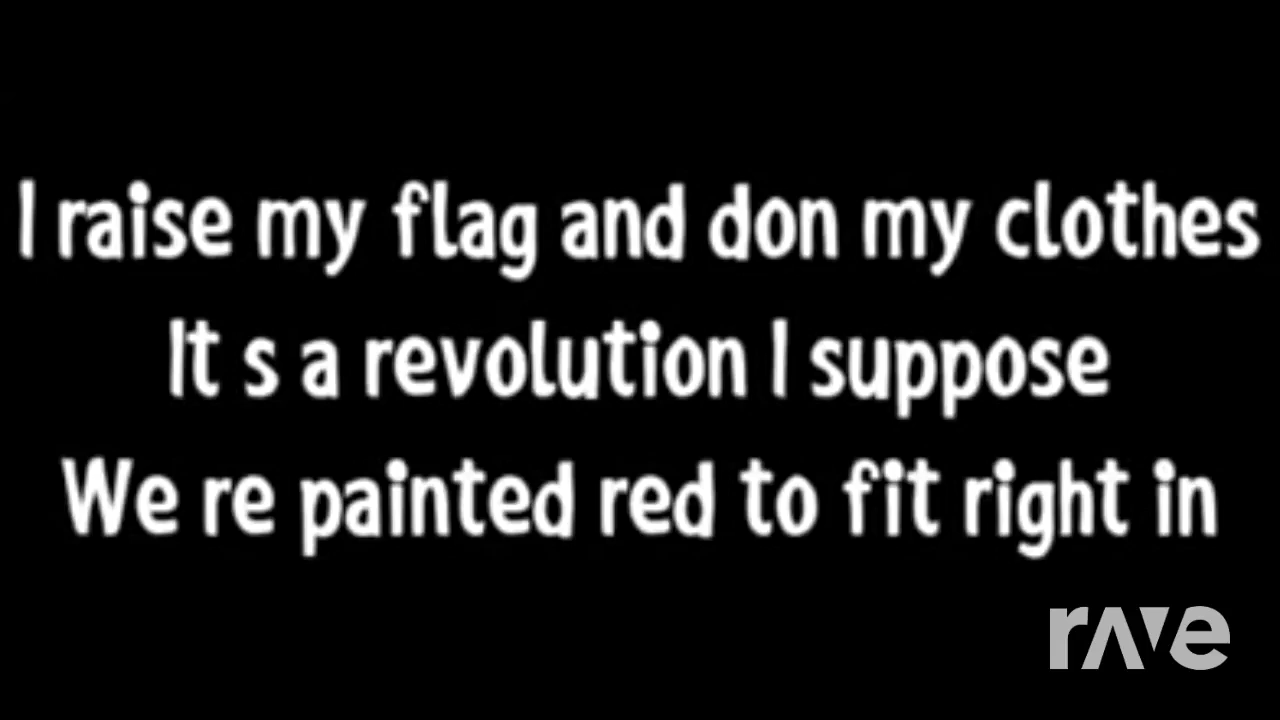 I raise my flag and don my clothes
It s a revolution I suppose
We re painted red to fit right in
rave